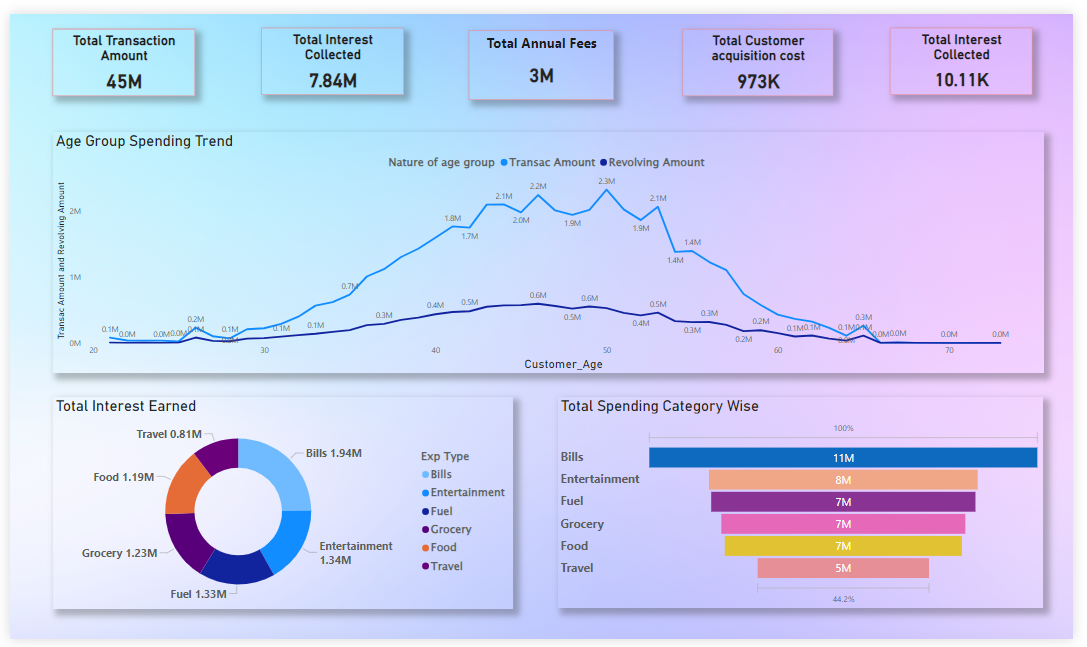 Total Transaction
Amount
45M
Total Interest
Collected
7.84M
Total Annual Fees
3M
Total Customer
acquisition cost
973K
Total Interest
Collected
10.11K
Age Group Spending Trend
Nature of age group Transac Amount Revolving Amount
Transac Amount and Revolving Amount
2M
1M
0M
0.1M
0.0M
0.0M
0.0M
0.2M
0.1M
0.1M
0.0M
0.1M
0.1M
0.7M
0.3M
1.8M
1.7M
0.4M
0.5M
2.1M
2.0M
2.2M
0.6M
1.9M
0.5M
0.6M
2.3M
1.9M
0.4M
2.1M
0.5M
1.4M
1.4M
0.3M
0.3M
0.2M
0.2M
0.1M
0.1M
0.1M
0.3M
0.1M
0.0M
0.0M
0.0M
0.0M
0.0M
20
30
40
50
60
70
Customer_Age
Total Interest Earned
Travel 0.81M
Bills 1.94M
Food 1.19M
Grocery 1.23M
Entertainment
1.34M
Fuel 1.33M
Exp Type
Bills
Entertainment
Fuel
Grocery
Food
Travel
Total Spending Category Wise
100%
Bills 11M
Entertainment 8M
Fuel 7M
Grocery 7M
Food 7M
Travel 5M
44.2%